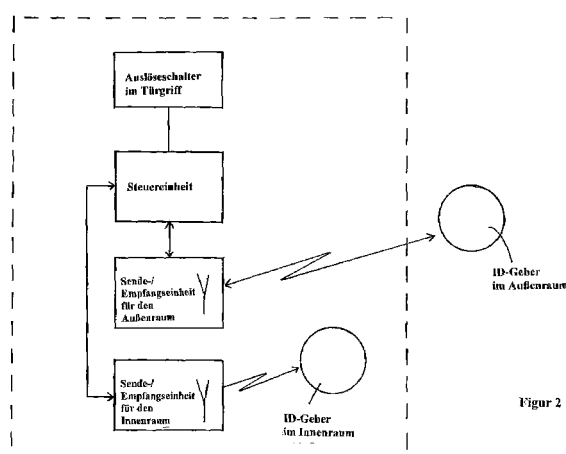 Auslöseschalter
im Türgriff
Steuereinheit
Sende-/
Empfangseinheit
für den
Außenraum
ID-Geber
im Außenraum
Sende-/
Empfangseinheit
für den
Innenraum
ID-Geber
im Innenraum
Figur 2